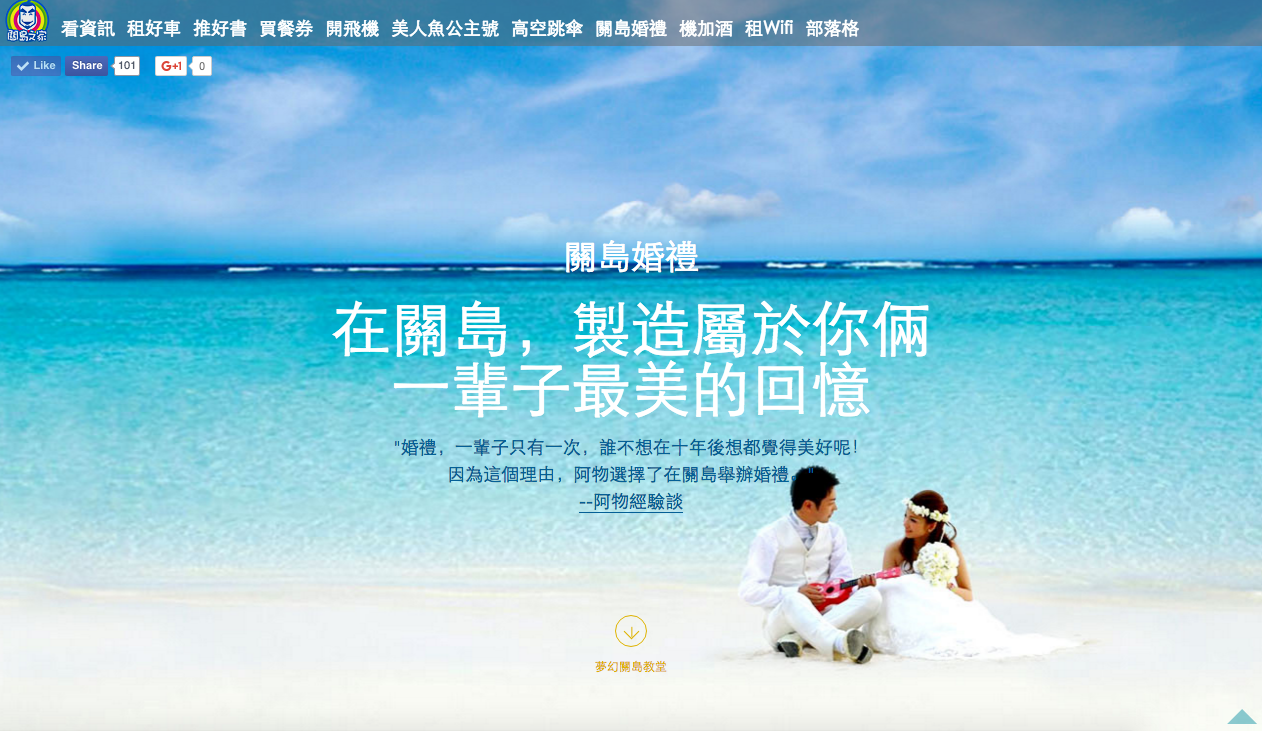 關島之家
看資訊 租好車 推好書 買餐券 開飛機 美人魚公主號 高空跳傘 關島婚禮 機加酒 租Wifi 部落格
Like Share 101 G+1 0
關島婚禮
在關島，製造屬於你倆
一輩子最美的回憶
"婚禮，一輩子只有一次，誰不想在十年後想都覺得美好呢！
因為這個理由，阿物選擇了在關島舉辦婚禮。"
--阿物經驗談
夢幻關島教堂